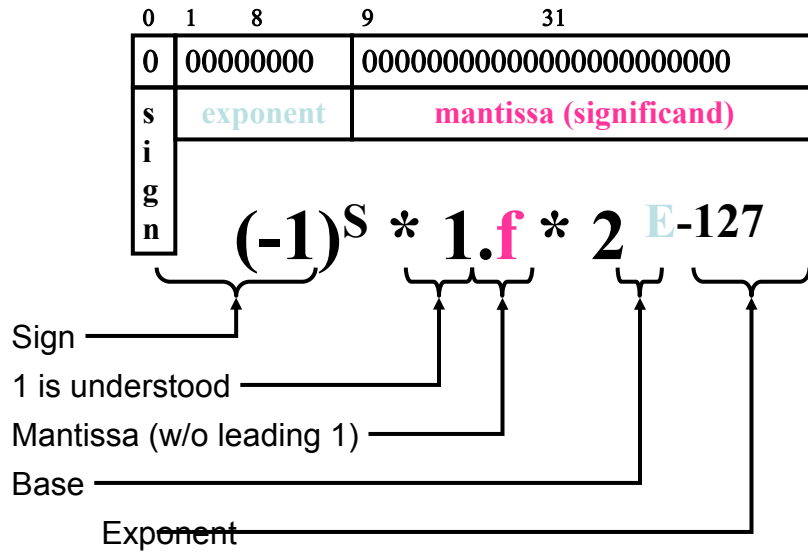 0 1 8 9 31
0 00000000 00000000000000000000000
sign exponent mantissa (significand)
(-1)^S * 1.f * 2 ^E-127
Sign
1 is understood
Mantissa (w/o leading 1)
Base
Exponent